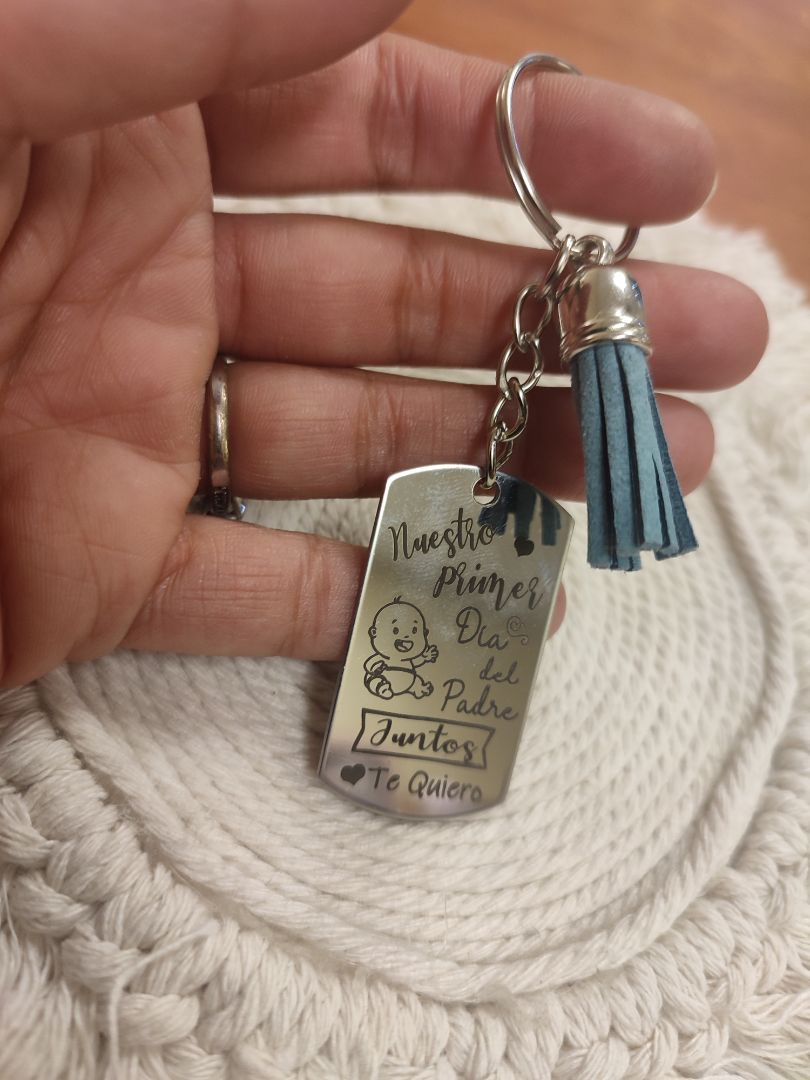 Nuestro
Primer
Día
del
Padre
Juntos
Te Quiero